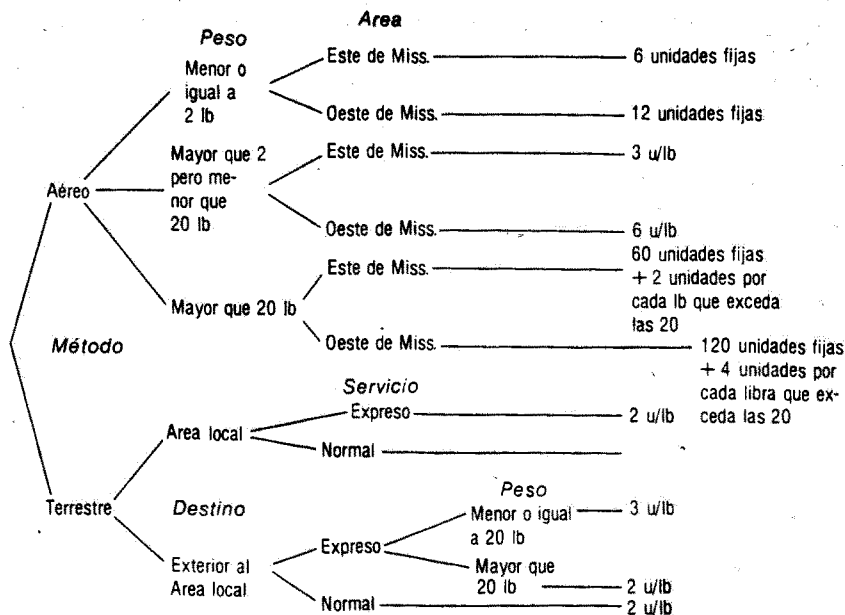 Area
Peso
Menor o
igual a
2 lb
Este de Miss.
6 unidades fijas
Oeste de Miss.
12 unidades fijas
Aéreo
Mayor que 2
pero me-
nor que
20 lb
Este de Miss.
3 u/lb
Oeste de Miss.
6 u/lb
Mayor que 20 lb
Este de Miss.
60 unidades fijas
+ 2 unidades por
cada lb que exceda
las 20
Oeste de Miss.
120 unidades fijas
+ 4 unidades por
cada libra que ex-
ceda las 20
Método
Servicio
Area local
Expreso
2 u/lb
Normal
Terrestre
Destino
Peso
Exterior al
Area local
Expreso
Menor o igual
a 20 lb
3 u/lb
Mayor que
20 lb
2 u/lb
Normal
2 u/lb